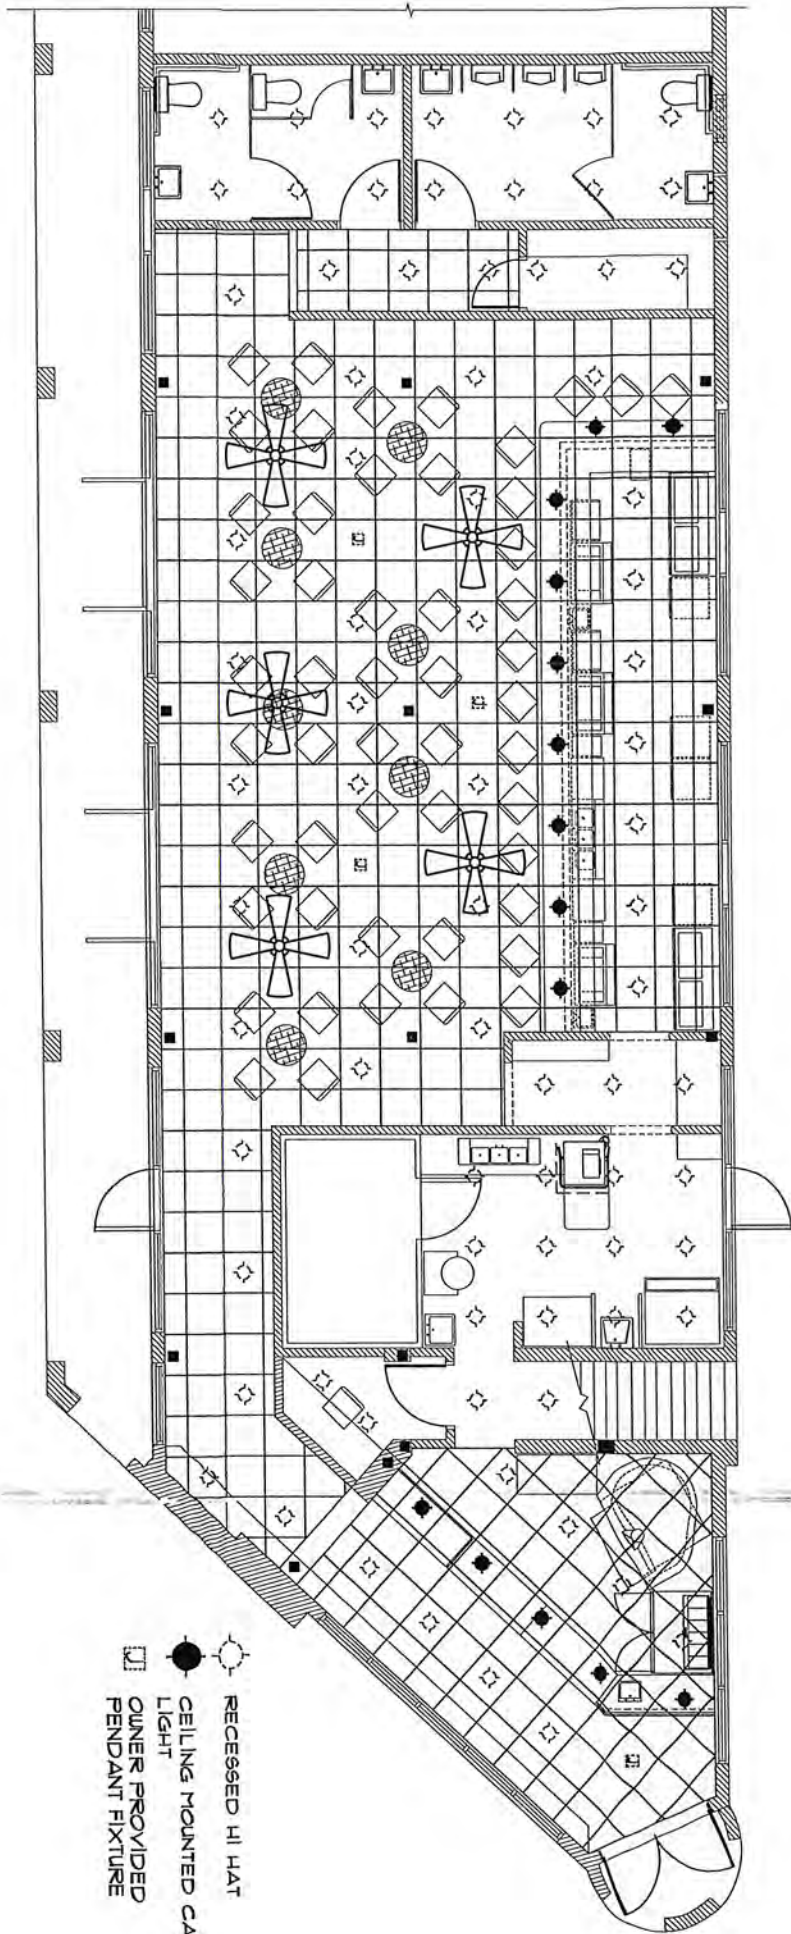 RECESSED HI HAT
CEILING MOUNTED CA
LIGHT
OWNER PROVIDED
PENDANT FIXTURE